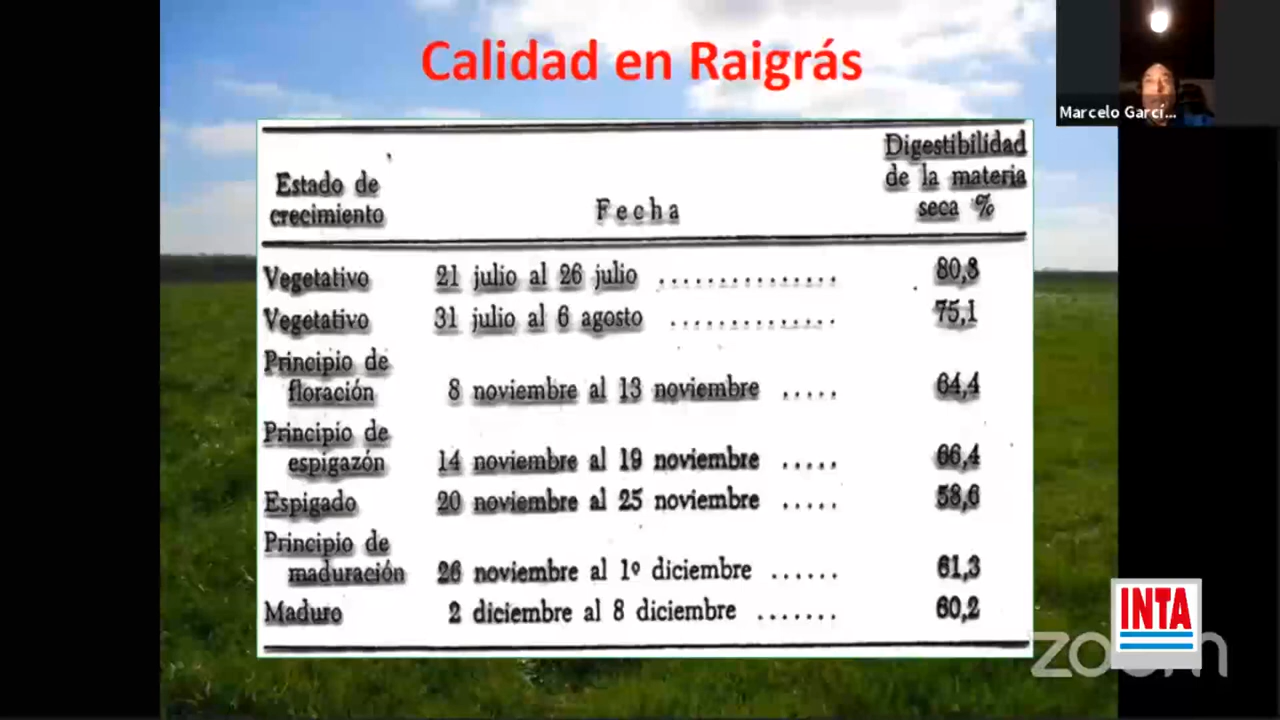 Calidad en Raigrás
Marcelo Garcí...
Estado de crecimiento
Fecha
Digestibilidad de la materia seca %
Vegetativo 21 julio al 26 julio ............... 80,3
Vegetativo 31 julio al 6 agosto ............. 75,1
Principio de
floración 8 noviembre al 13 noviembre ..... 64,4
Principio de
espigazón 14 noviembre al 19 noviembre ..... 66,4
Espigado 20 noviembre al 25 noviembre ..... 58,6
Principio de
maduración 26 noviembre al 1º diciembre ...... 61,3
Maduro 2 diciembre al 8 diciembre ....... 60,2
INTA
zoom